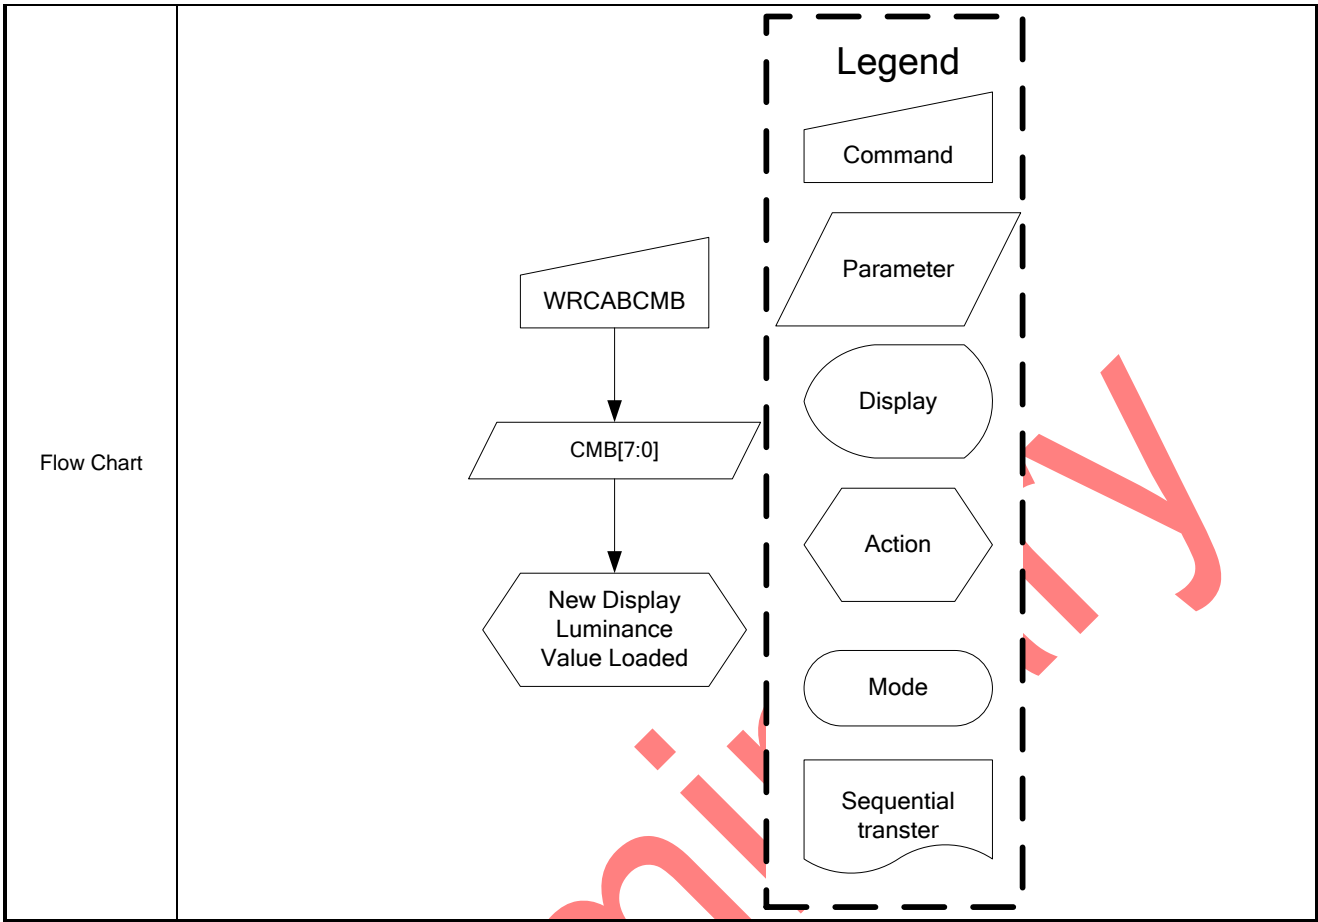 Flow Chart
WRCABCMB
CMB[7:0]
New Display
Luminance
Value Loaded
Legend
Command
Parameter
Display
Action
Mode
Sequential
transter